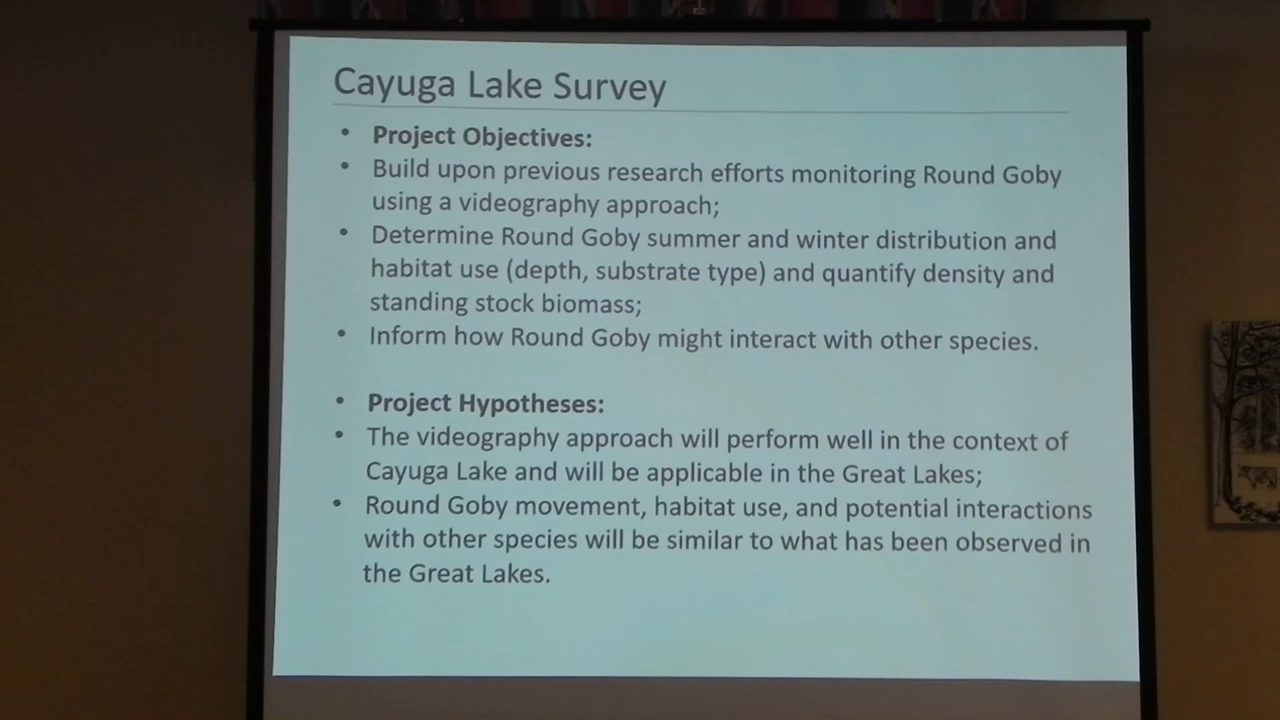 Cayuga Lake Survey
• Project Objectives:
• Build upon previous research efforts monitoring Round Goby
using a videography approach;
• Determine Round Goby summer and winter distribution and
habitat use (depth, substrate type) and quantify density and
standing stock biomass;
• Inform how Round Goby might interact with other species.
• Project Hypotheses:
• The videography approach will perform well in the context of
Cayuga Lake and will be applicable in the Great Lakes;
• Round Goby movement, habitat use, and potential interactions
with other species will be similar to what has been observed in
the Great Lakes.